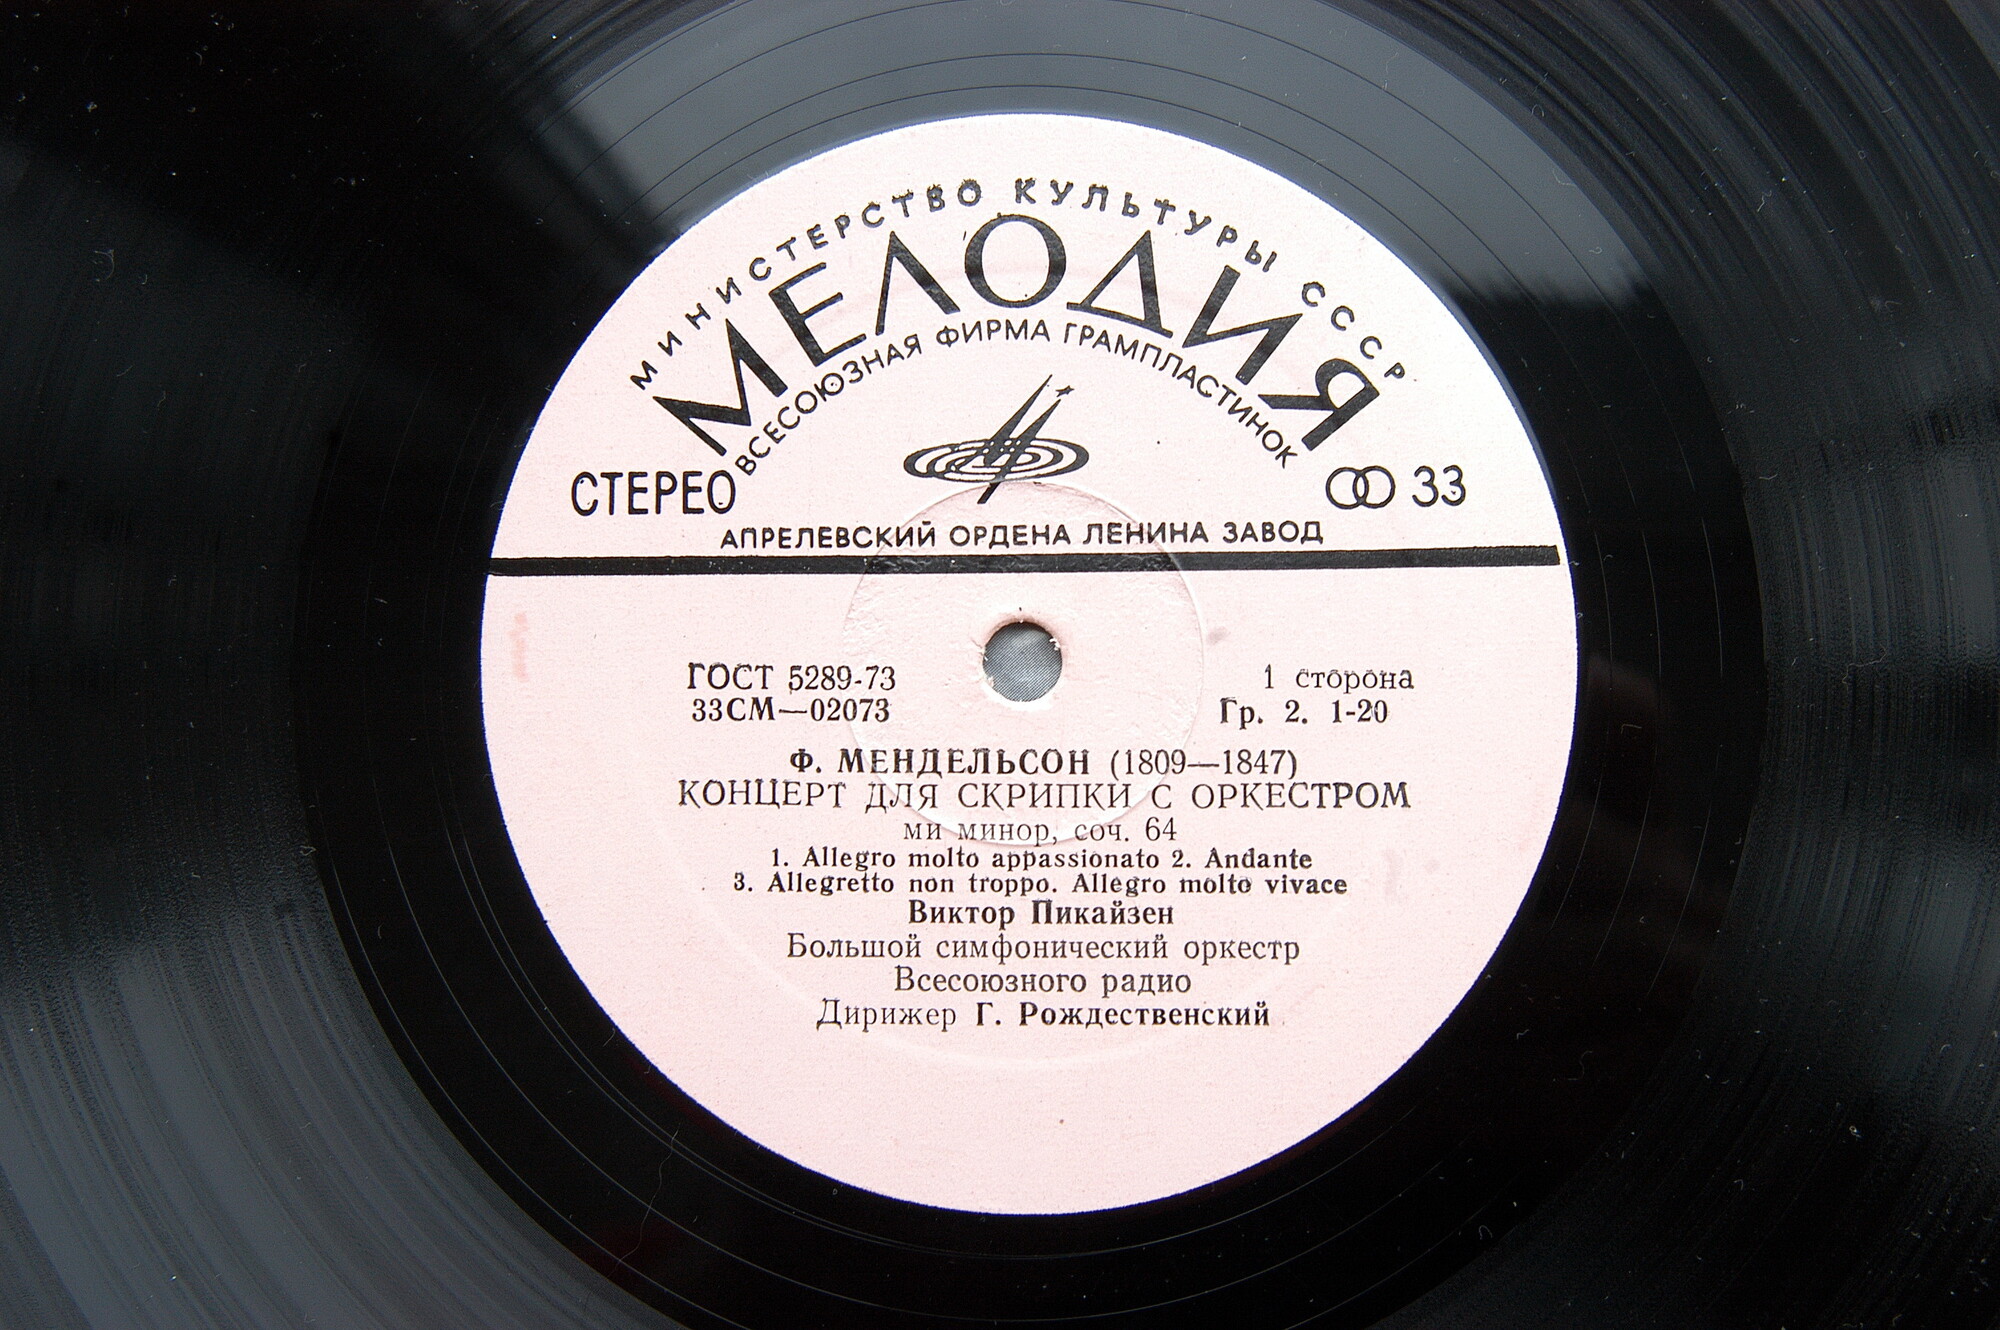 МИНИСТЕРСТВО КУЛЬТУРЫ СССР
МЕЛОДИЯ
ВСЕСОЮЗНАЯ ФИРМА ГРАМПЛАСТИНОК
СТЕРЕО
33
АПРЕЛЕВСКИЙ ОРДЕНА ЛЕНИНА ЗАВОД
ГОСТ 5289-73
33СМ—02073
1 сторона
Гр. 2. 1-20
Ф. МЕНДЕЛЬСОН (1809—1847)
КОНЦЕРТ ДЛЯ СКРИПКИ С ОРКЕСТРОМ
ми минор, соч. 64
1. Allegro molto appassionato 2. Andante
3. Allegretto non troppo. Allegro molto vivace
Виктор Пикайзен
Большой симфонический оркестр
Всесоюзного радио
Дирижер Г. Рождественский